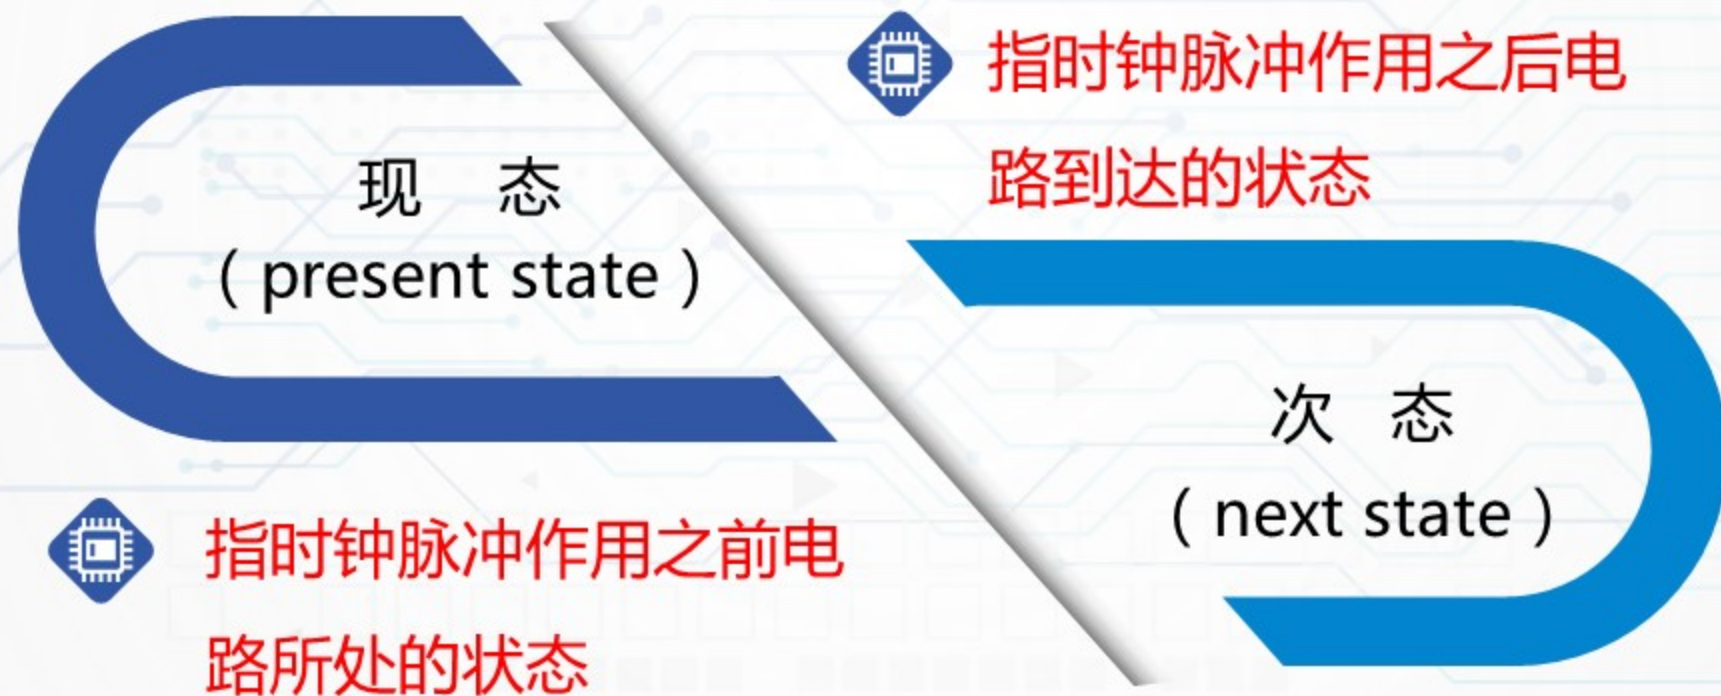 现 态
( present state )
指时钟脉冲作用之前电
路所处的状态
指时钟脉冲作用之后电
路到达的状态
次 态
( next state )